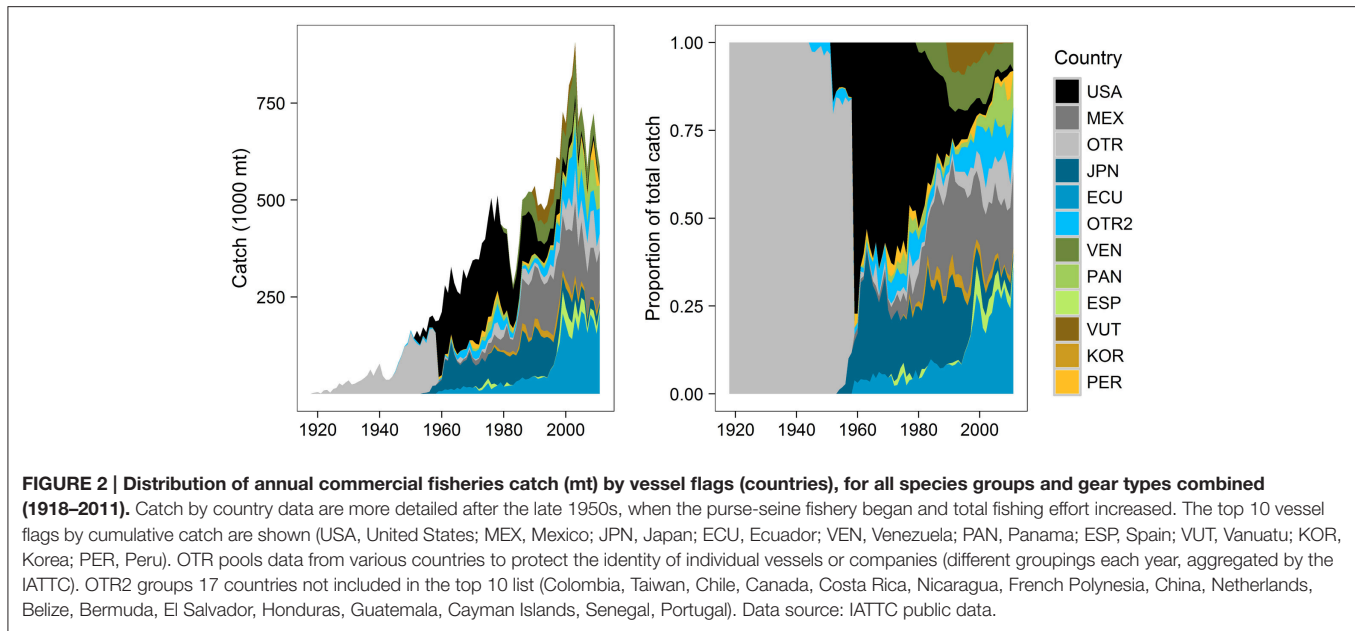 Catch (1000 mt)
750
500
250
1920
1940
1960
1980
2000
Proportion of total catch
1.00
0.75
0.50
0.25
0.00
1920
1940
1960
1980
2000
Country
USA
MEX
OTR
JPN
ECU
OTR2
VEN
PAN
ESP
VUT
KOR
PER
FIGURE 2 | Distribution of annual commercial fisheries catch (mt) by vessel flags (countries), for all species groups and gear types combined
(1918–2011). Catch by country data are more detailed after the late 1950s, when the purse-seine fishery began and total fishing effort increased. The top 10 vessel
flags by cumulative catch are shown (USA, United States; MEX, Mexico; JPN, Japan; ECU, Ecuador; VEN, Venezuela; PAN, Panama; ESP, Spain; VUT, Vanuatu; KOR,
Korea; PER, Peru). OTR pools data from various countries to protect the identity of individual vessels or companies (different groupings each year, aggregated by the
IATTC). OTR2 groups 17 countries not included in the top 10 list (Colombia, Taiwan, Chile, Canada, Costa Rica, Nicaragua, French Polynesia, China, Netherlands,
Belize, Bermuda, El Salvador, Honduras, Guatemala, Cayman Islands, Senegal, Portugal). Data source: IATTC public data.